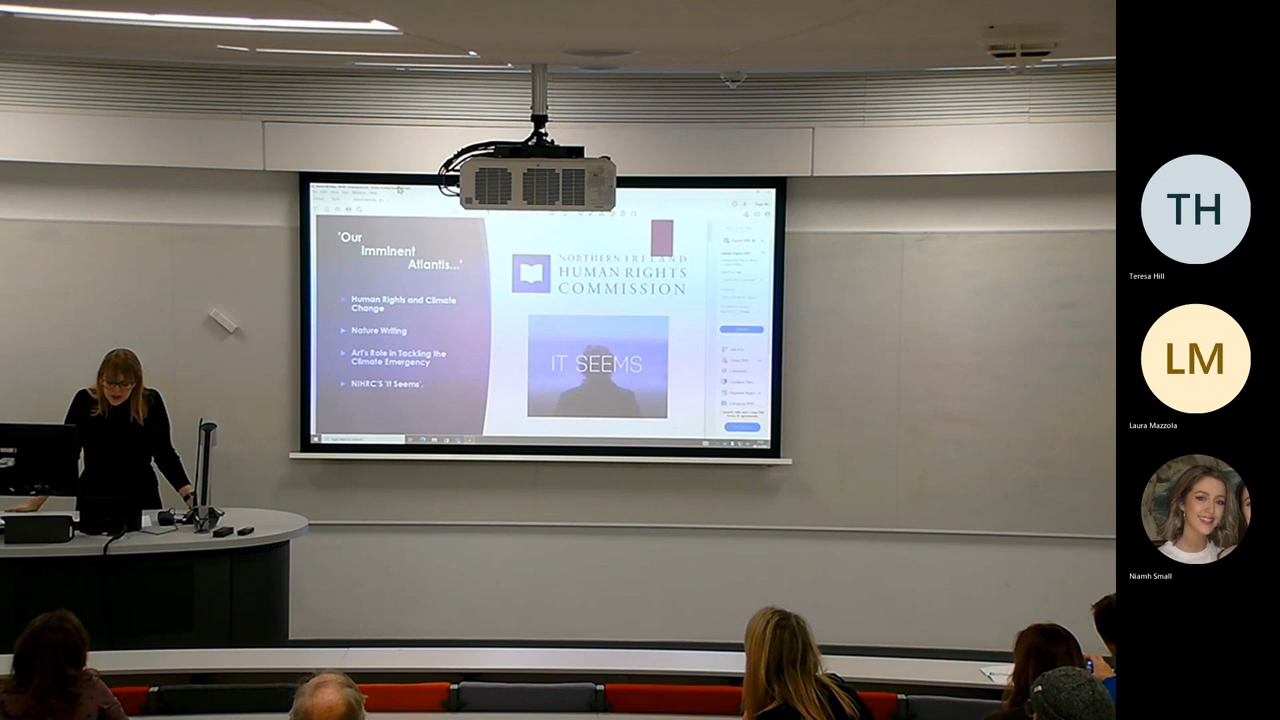 'Our
Imminent
Atlantis...'
Human Rights and Climate
Change
Nature Writing
Art's Role in Tackling the
Climate Emergency
NIHRC'S 'It Seems'.
NORTHERN IRELAND
HUMAN RIGHTS
COMMISSION
IT SEEMS
TH
Teresa Hill
LM
Laura Mazzola
Niamh Small